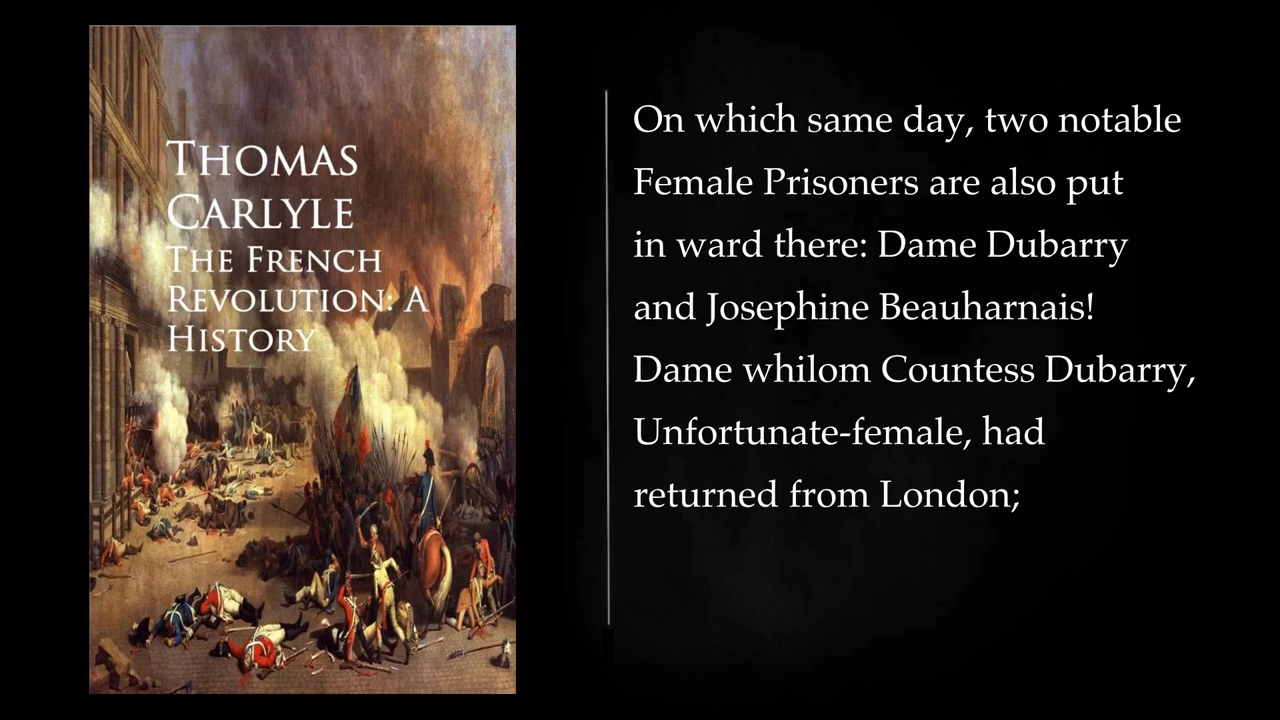 THOMAS
CARLYLE
THE FRENCH
REVOLUTION: A
HISTORY
On which same day, two notable
Female Prisoners are also put
in ward there: Dame Dubarry
and Josephine Beauharnais!
Dame whilom Countess Dubarry,
Unfortunate-female, had
returned from London;